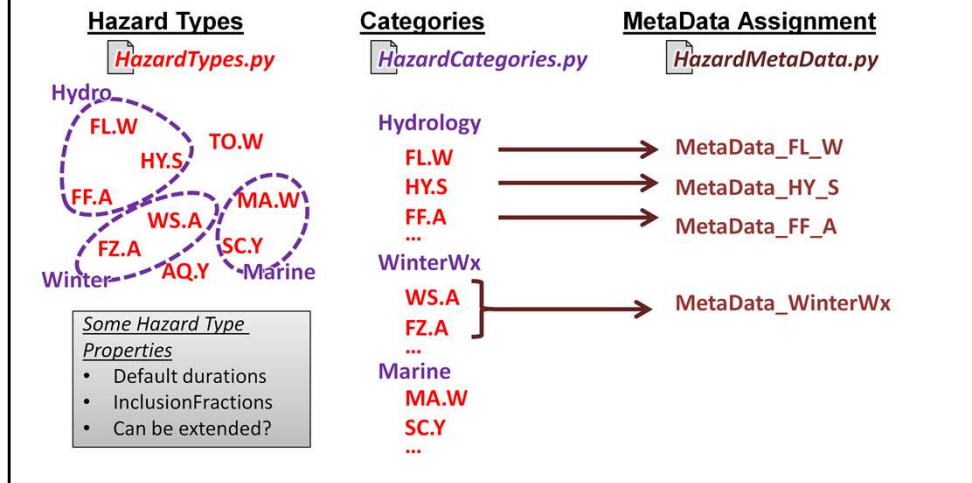 Hazard Types
HazardTypes.py
Hydro
FL.W
TO.W
HY.S
FF.A
MA.W
WS.A
FZ.A
SC.Y
AQ.Y
Winter
Marine
Some Hazard Type
Properties
• Default durations
• InclusionFractions
• Can be extended?
Categories
HazardCategories.py
Hydrology
FL.W
HY.S
FF.A
...
WinterWx
WS.A
FZ.A
...
Marine
MA.W
SC.Y
...
MetaData Assignment
HazardMetaData.py
MetaData_FL_W
MetaData_HY_S
MetaData_FF_A
MetaData_WinterWx